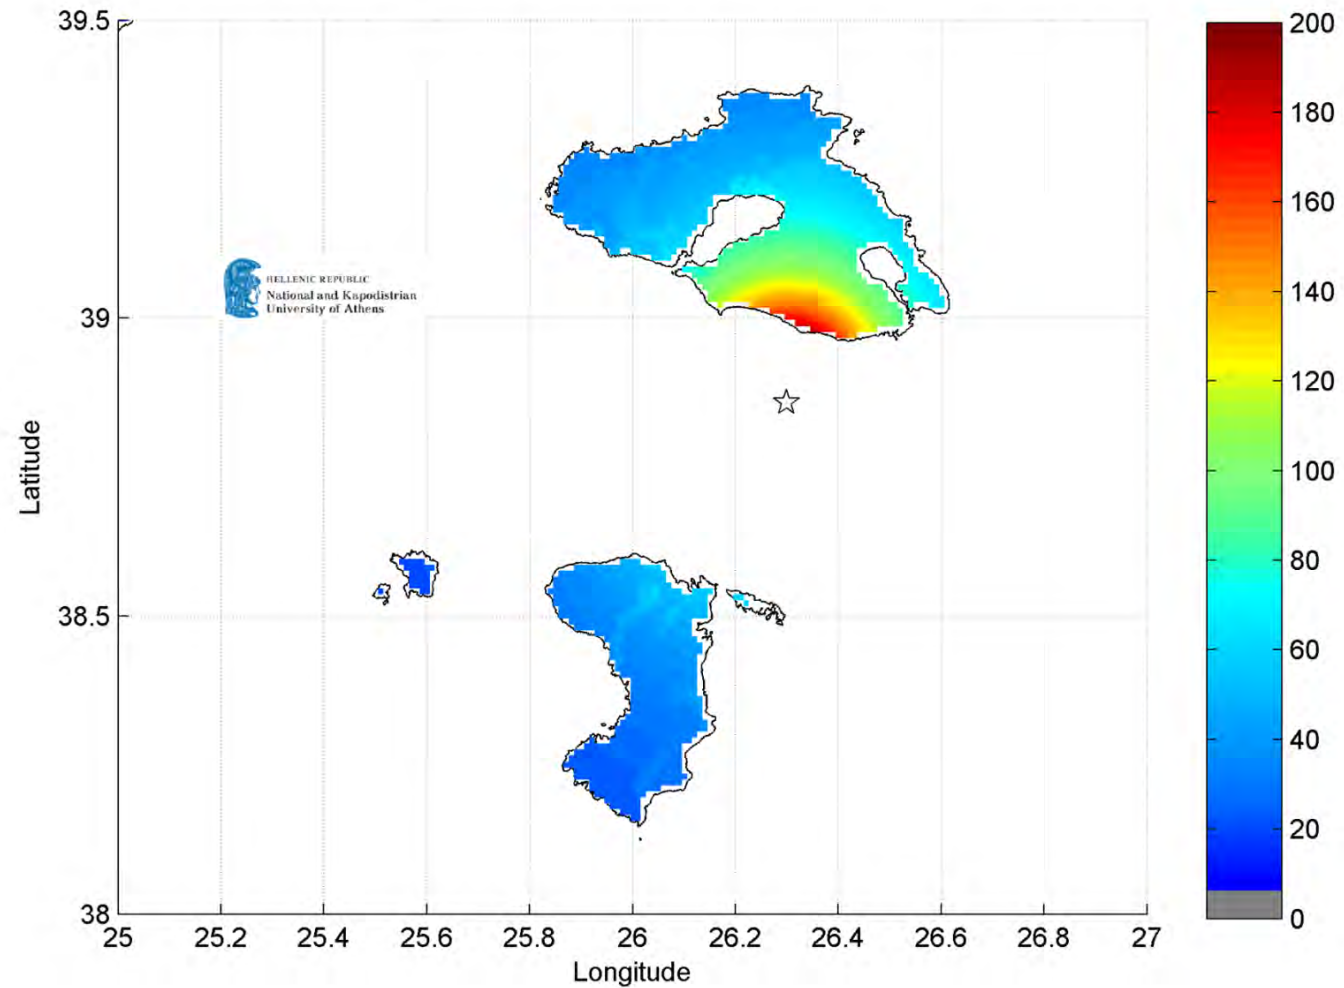 39.5
39
38.5
38
Latitude
HELLENIC REPUBLIC
National and Kapodistrian
University of Athens
25 25.2 25.4 25.6 25.8 26 26.2 26.4 26.6 26.8 27
Longitude
200
180
160
140
120
100
80
60
40
20
0